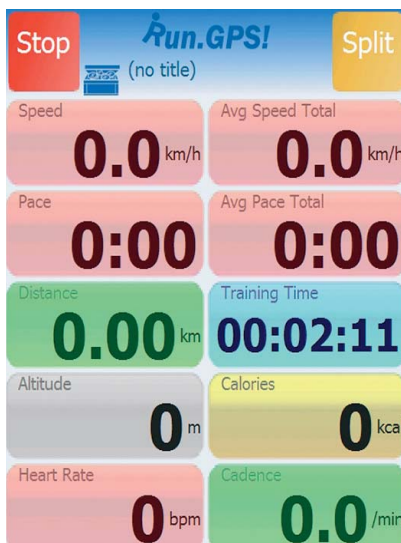 Stop
Run.GPS!
Split
(no title)
Speed
Avg Speed Total
0.0 km/h
0.0 km/h
Pace
Avg Pace Total
0:00
0:00
Distance
Training Time
0.00 km
00:02:11
Altitude
Calories
0 m
0 kca
Heart Rate
Cadence
0 bpm
0.0 /min